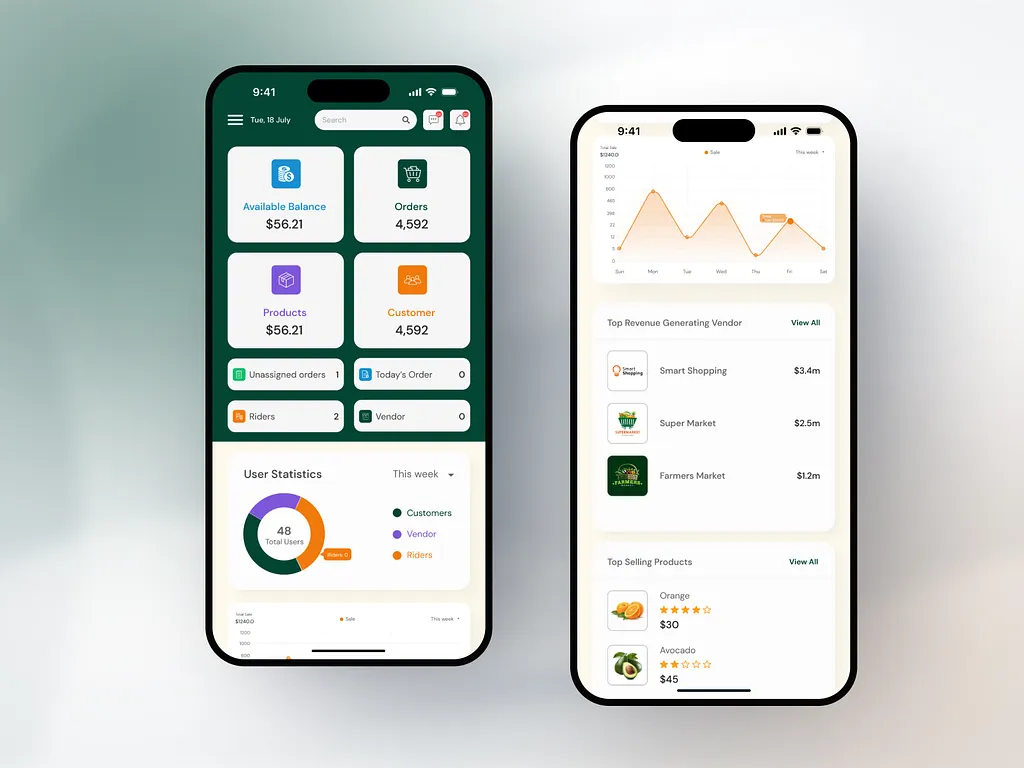 9:41
Tue, 18 July
Search
Available Balance
$56.21
Orders
4,592
Products
$56.21
Customer
4,592
Unassigned orders 1
Today's Order 0
Riders 2
Vendor 0
User Statistics
This week
48
Total Users
Riders 0
Customers
Vendor
Riders
Total Sale
$1240.0
Sale
This week
1200
1000
800
9:41
Total Sale
$1240.0
Sale
This week
1200
1000
800
460
22
12
0
Sun Mon Tue Wed Thu Fri Sat
Top Revenue Generating Vendor
View All
Smart
Shopping
Smart Shopping
$3.4m
SUPERMARKET
Super Market
$2.5m
FARMERS
Farmers Market
$1.2m
Top Selling Products
View All
Orange
$30
Avocado
$45